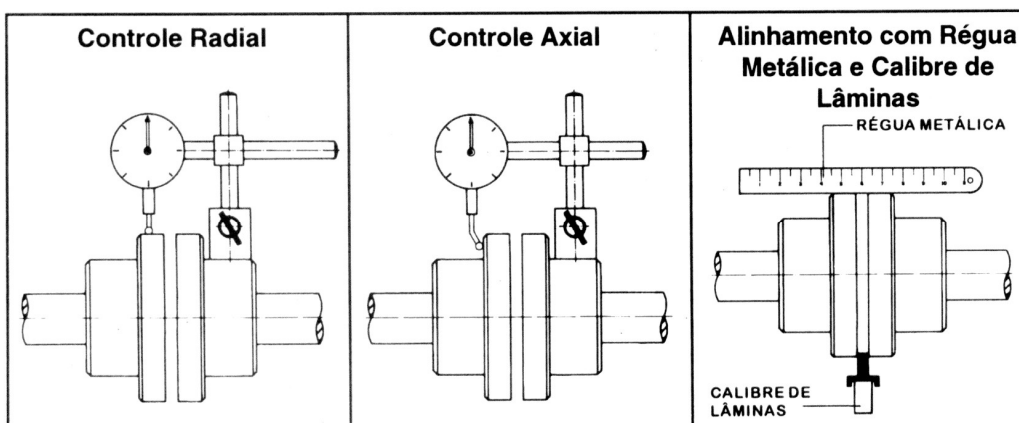 Controle Radial
Controle Axial
Alinhamento com Régua
Metálica e Calibre de
Lâminas
RÉGUA METÁLICA
CALIBRE DE
LÂMINAS